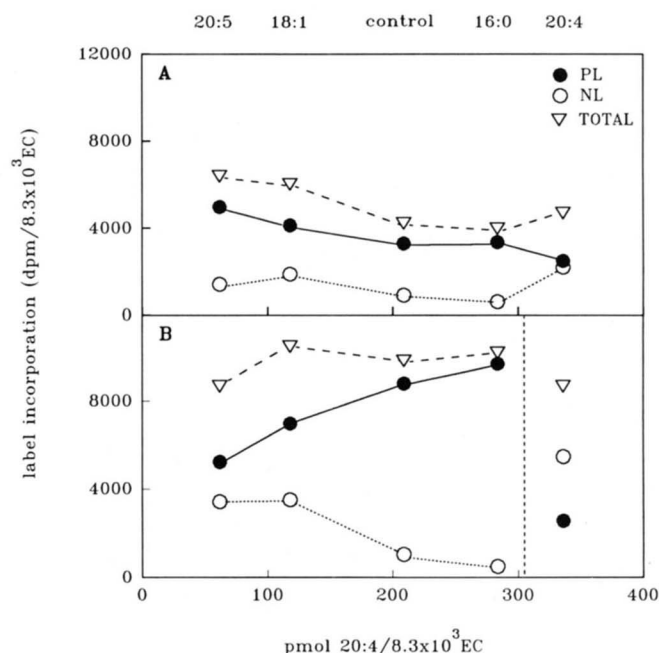 20:5 18:1 control 16:0 20:4
12000
A
PL
NL
TOTAL
8000
4000
0
B
8000
4000
0
0 100 200 300 400
label incorporation (dpm/8.3x10³EC)
pmol 20:4/8.3x10³EC